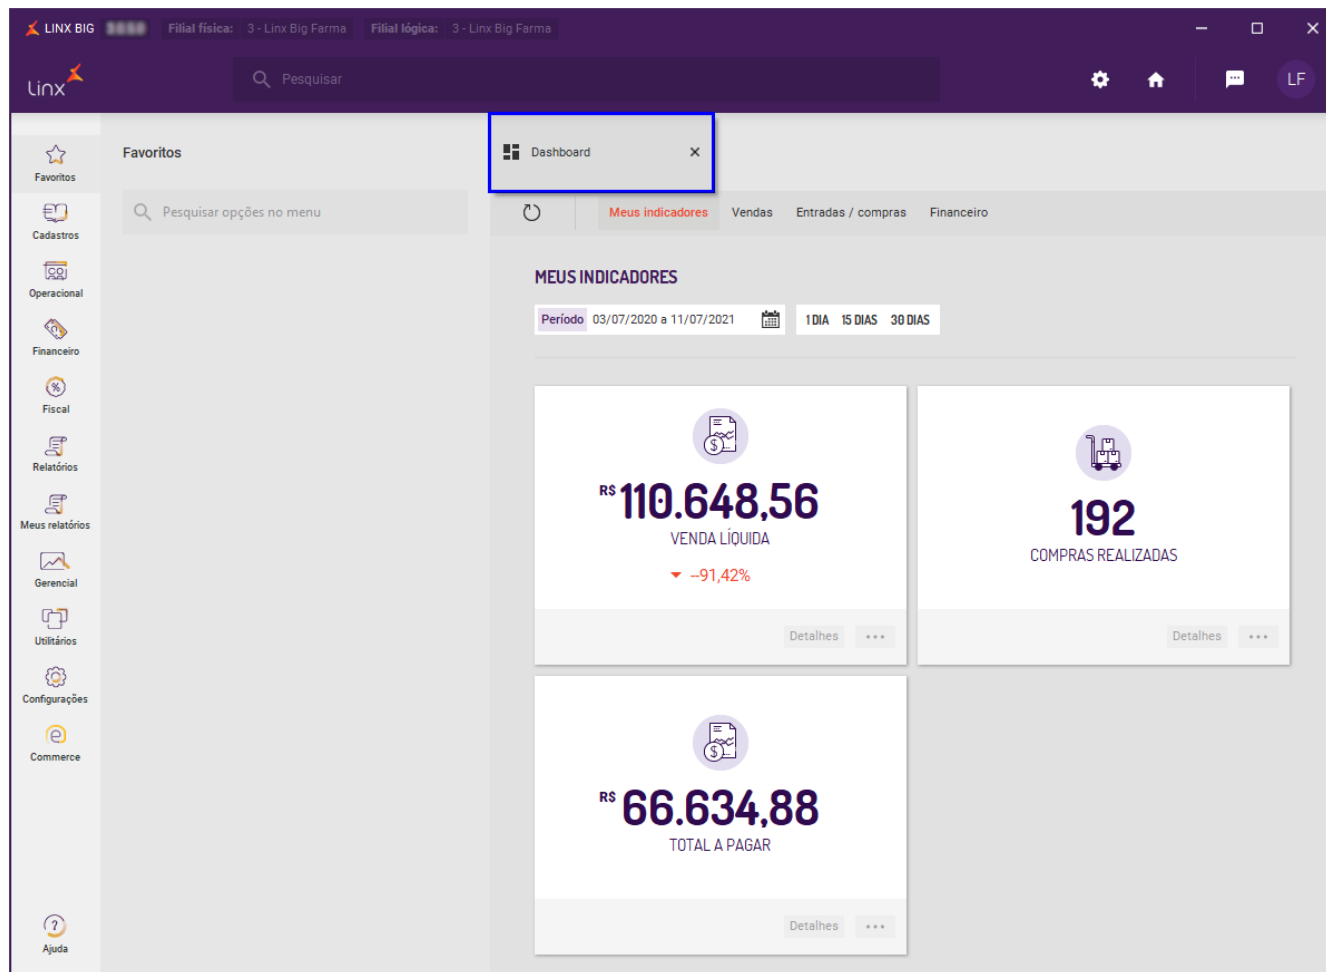 LINX BIG Filial física: 3 - Linx Big Farma Filial lógica: 3 - Linx Big Farma
Linx Pesquisar LF
Favoritos
Cadastros
Operacional
Financeiro
Fiscal
Relatórios
Meus relatórios
Gerencial
Utilitários
Configurações
Commerce
Ajuda
Favoritos
Pesquisar opções no menu
Dashboard
Meus indicadores Vendas Entradas / compras Financeiro
MEUS INDICADORES
Período 03/07/2020 a 11/07/2021 1 DIA 15 DIAS 30 DIAS
R$ 110.648,56
VENDA LÍQUIDA
--91,42%
Detalhes
192
COMPRAS REALIZADAS
Detalhes
R$ 66.634,88
TOTAL A PAGAR
Detalhes